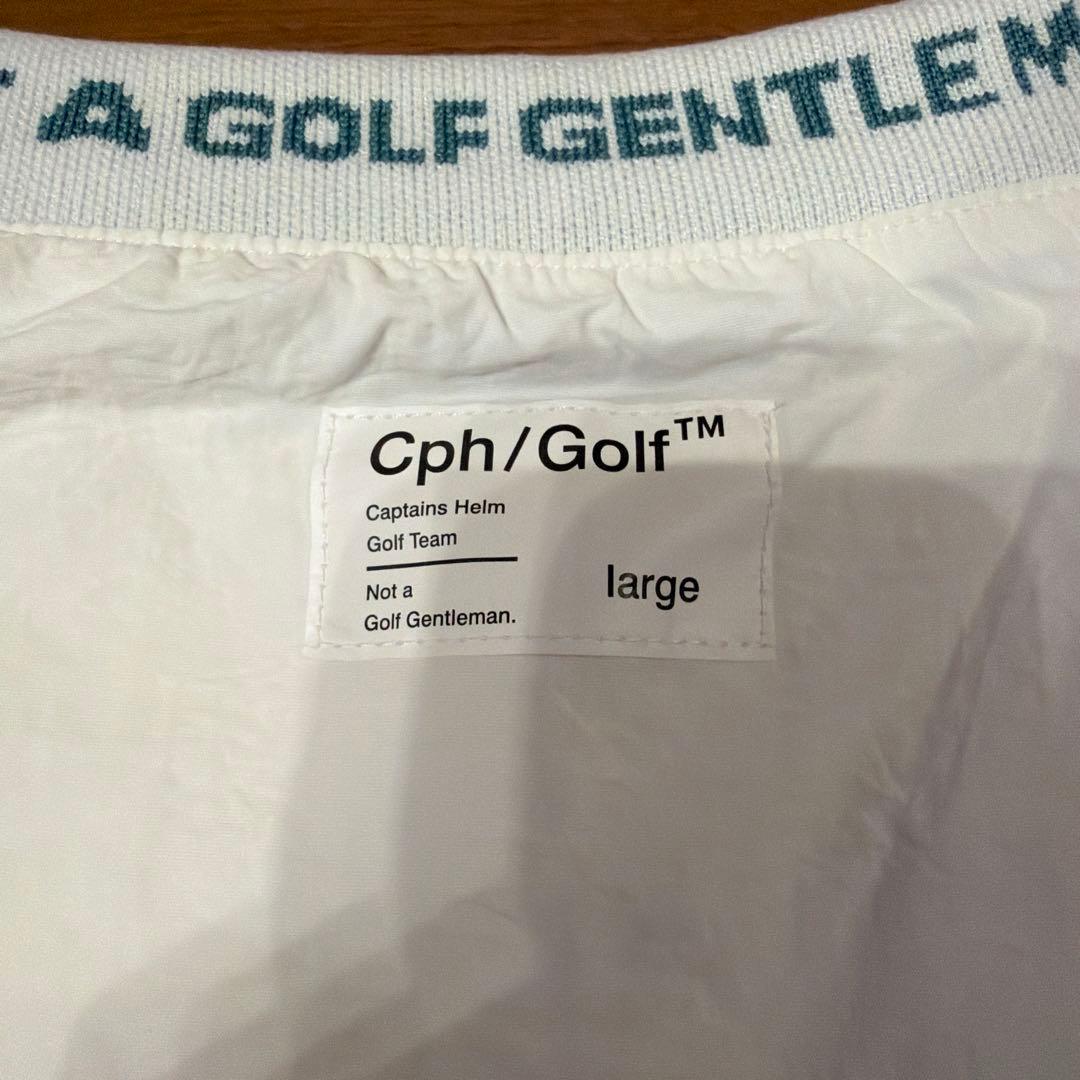 A GOLF GENTLEM
Cph/Golf™
Captains Helm
Golf Team
Not a
Golf Gentleman.
large